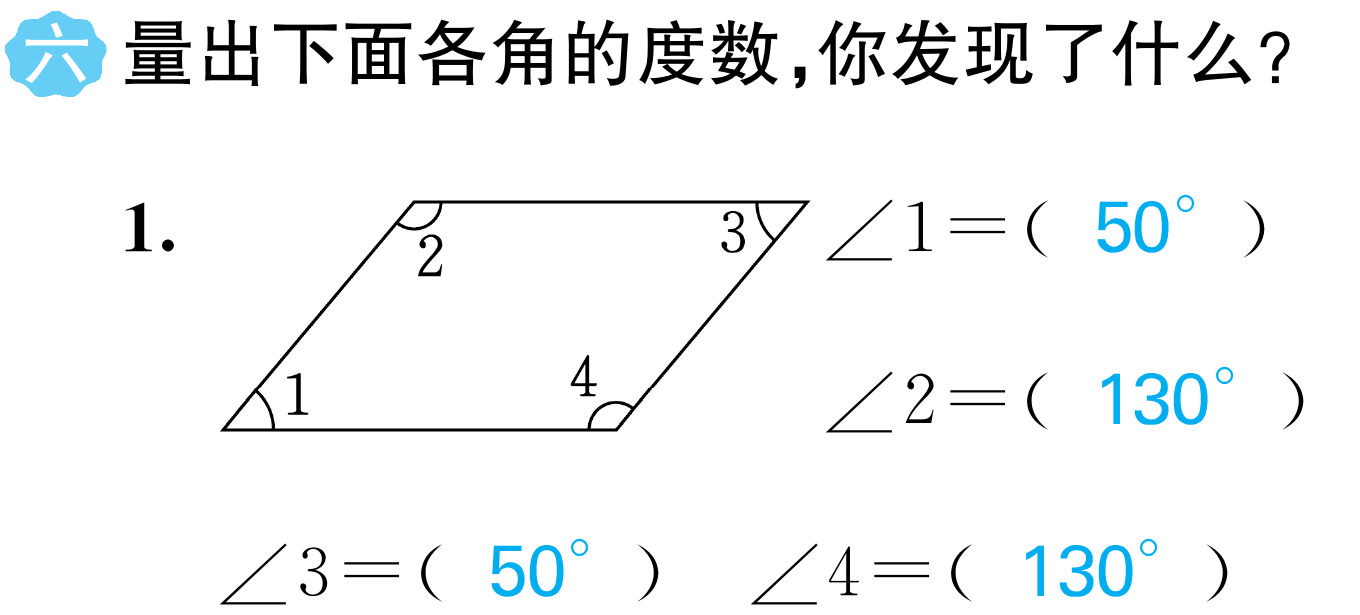 六 量出下面各角的度数,你发现了什么?
1. 2 3 ∠1=( 50° )
1 4 ∠2=( 130° )
∠3=( 50° ) ∠4=( 130° )